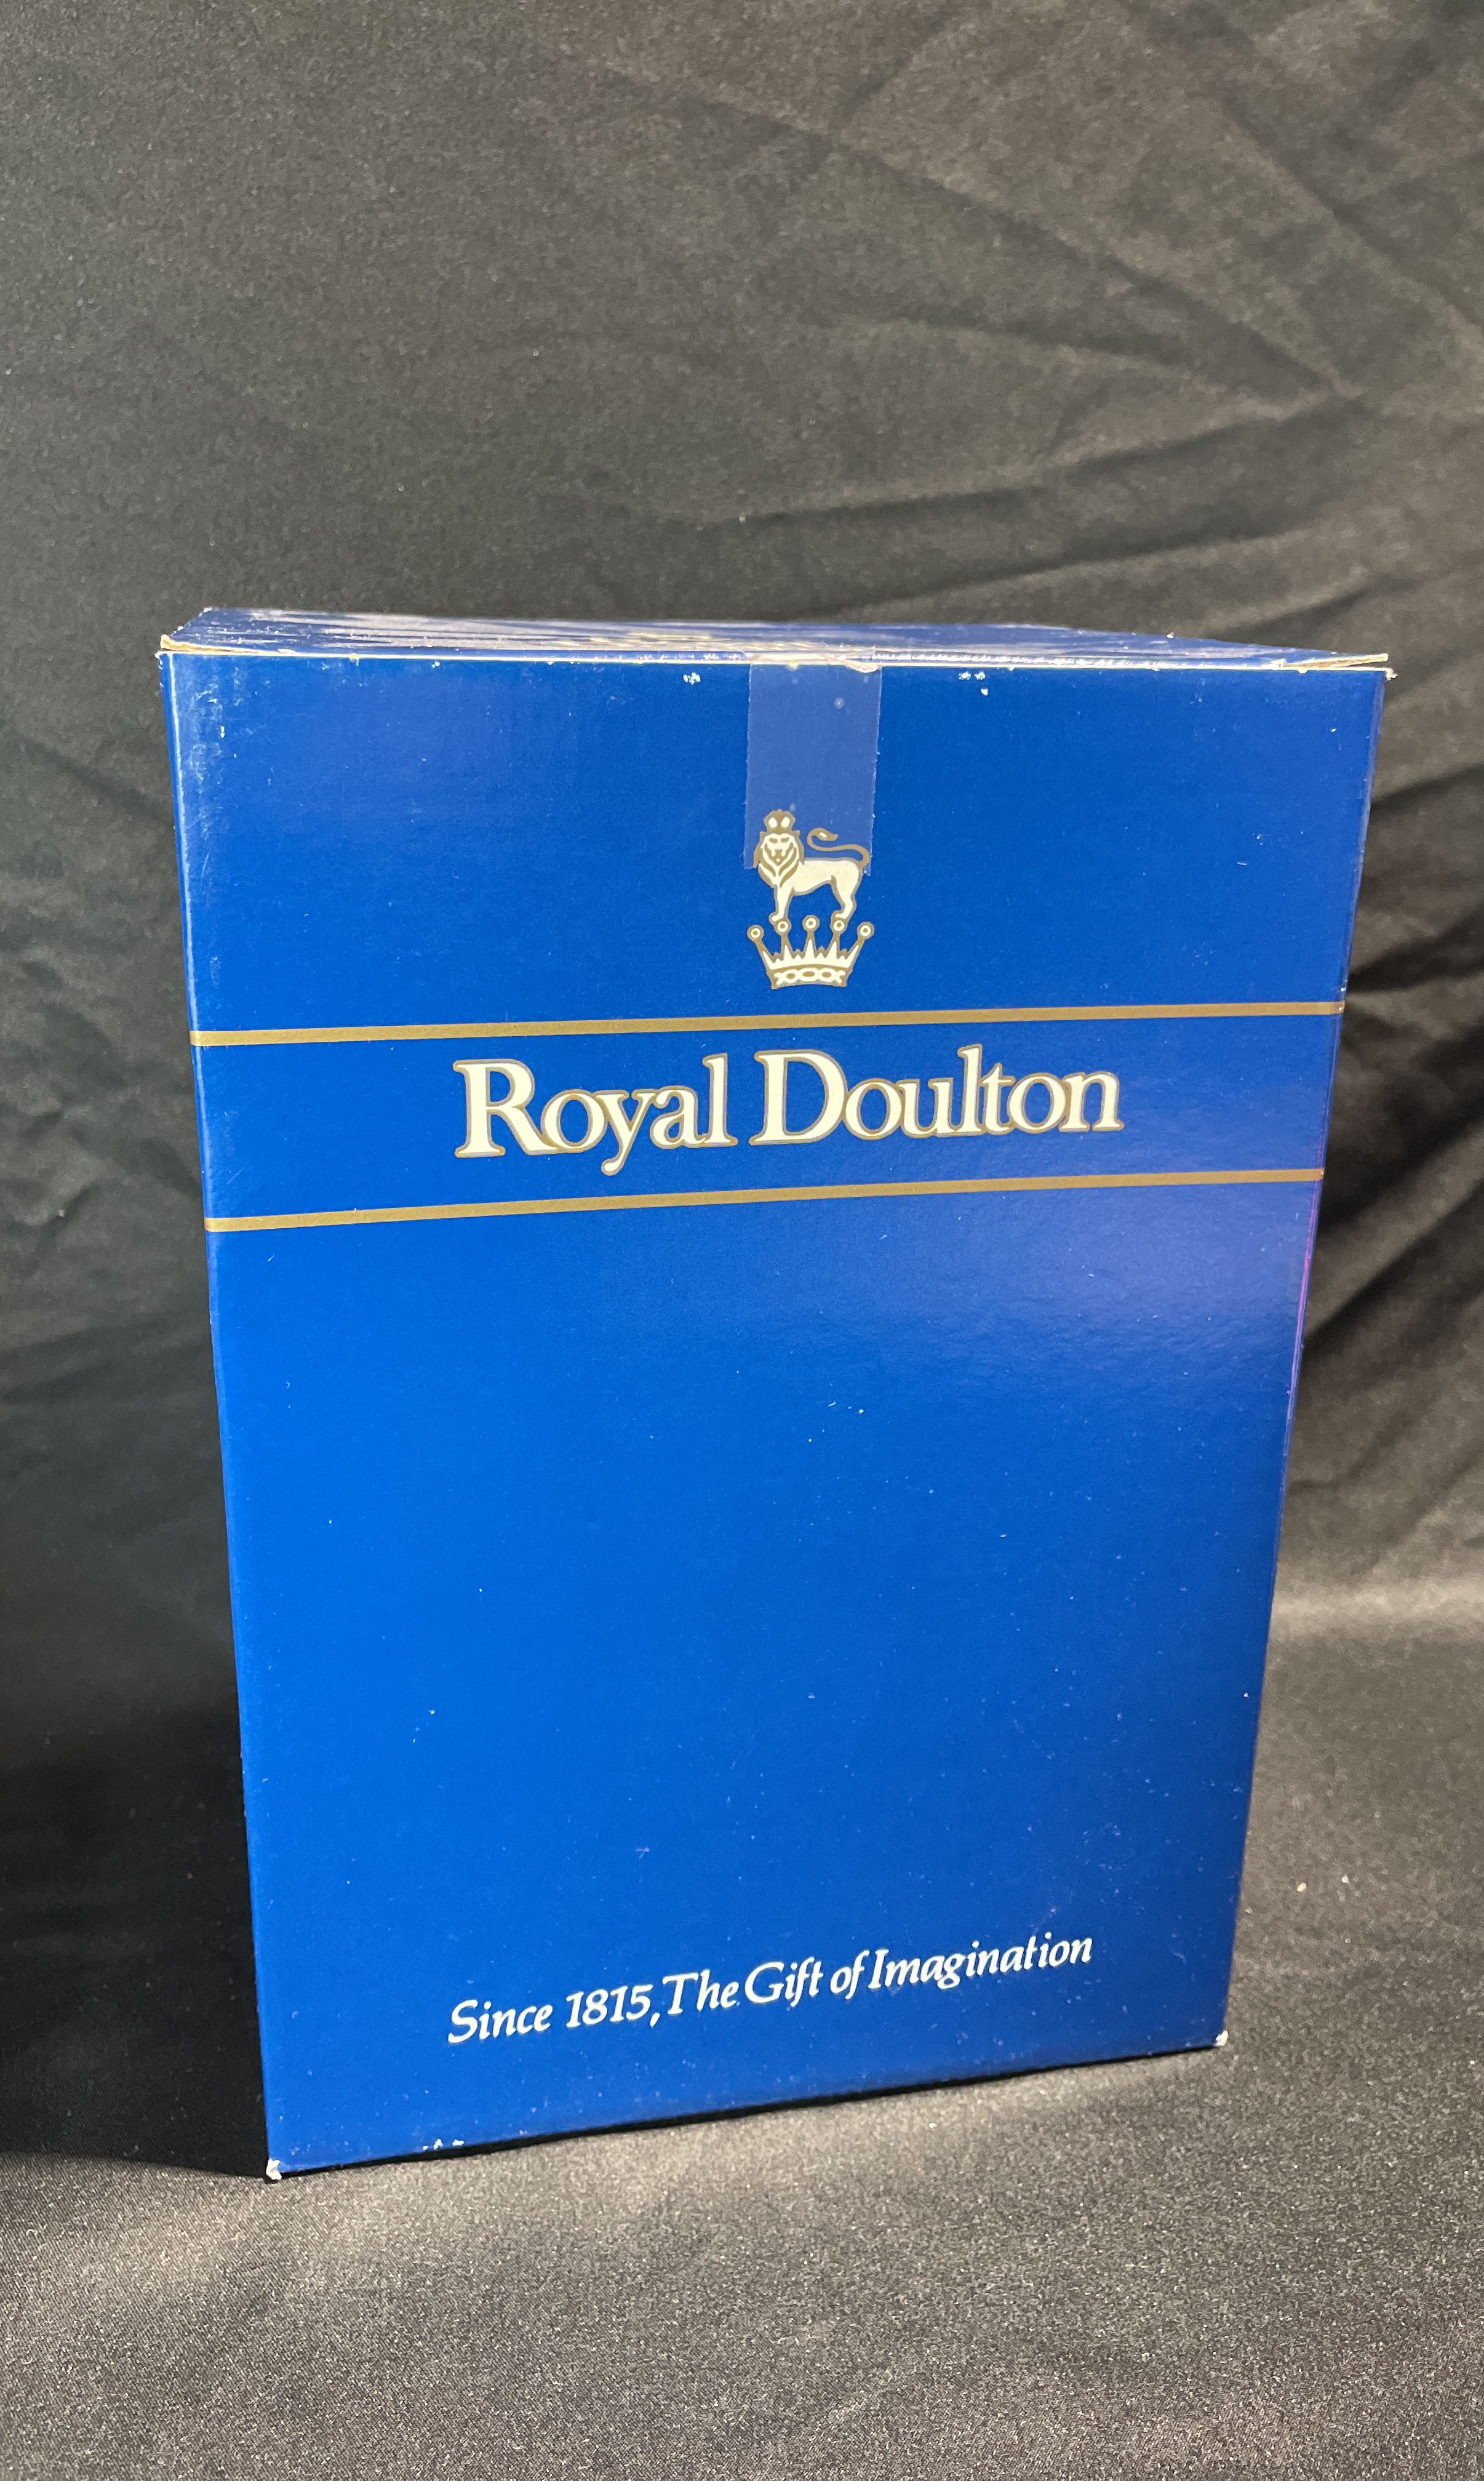 Royal Doulton
Since 1815, The Gift of Imagination